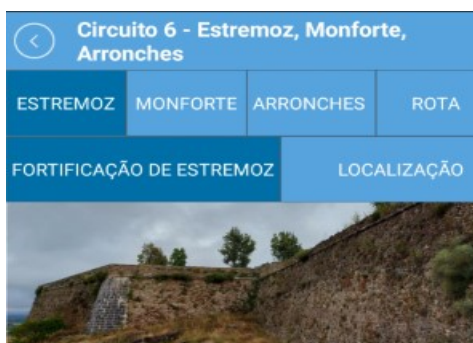 Circuito 6 - Estremoz, Monforte,
Arronches
ESTREMOZ MONFORTE ARRONCHES ROTA
FORTIFICAÇÃO DE ESTREMOZ LOCALIZAÇÃO